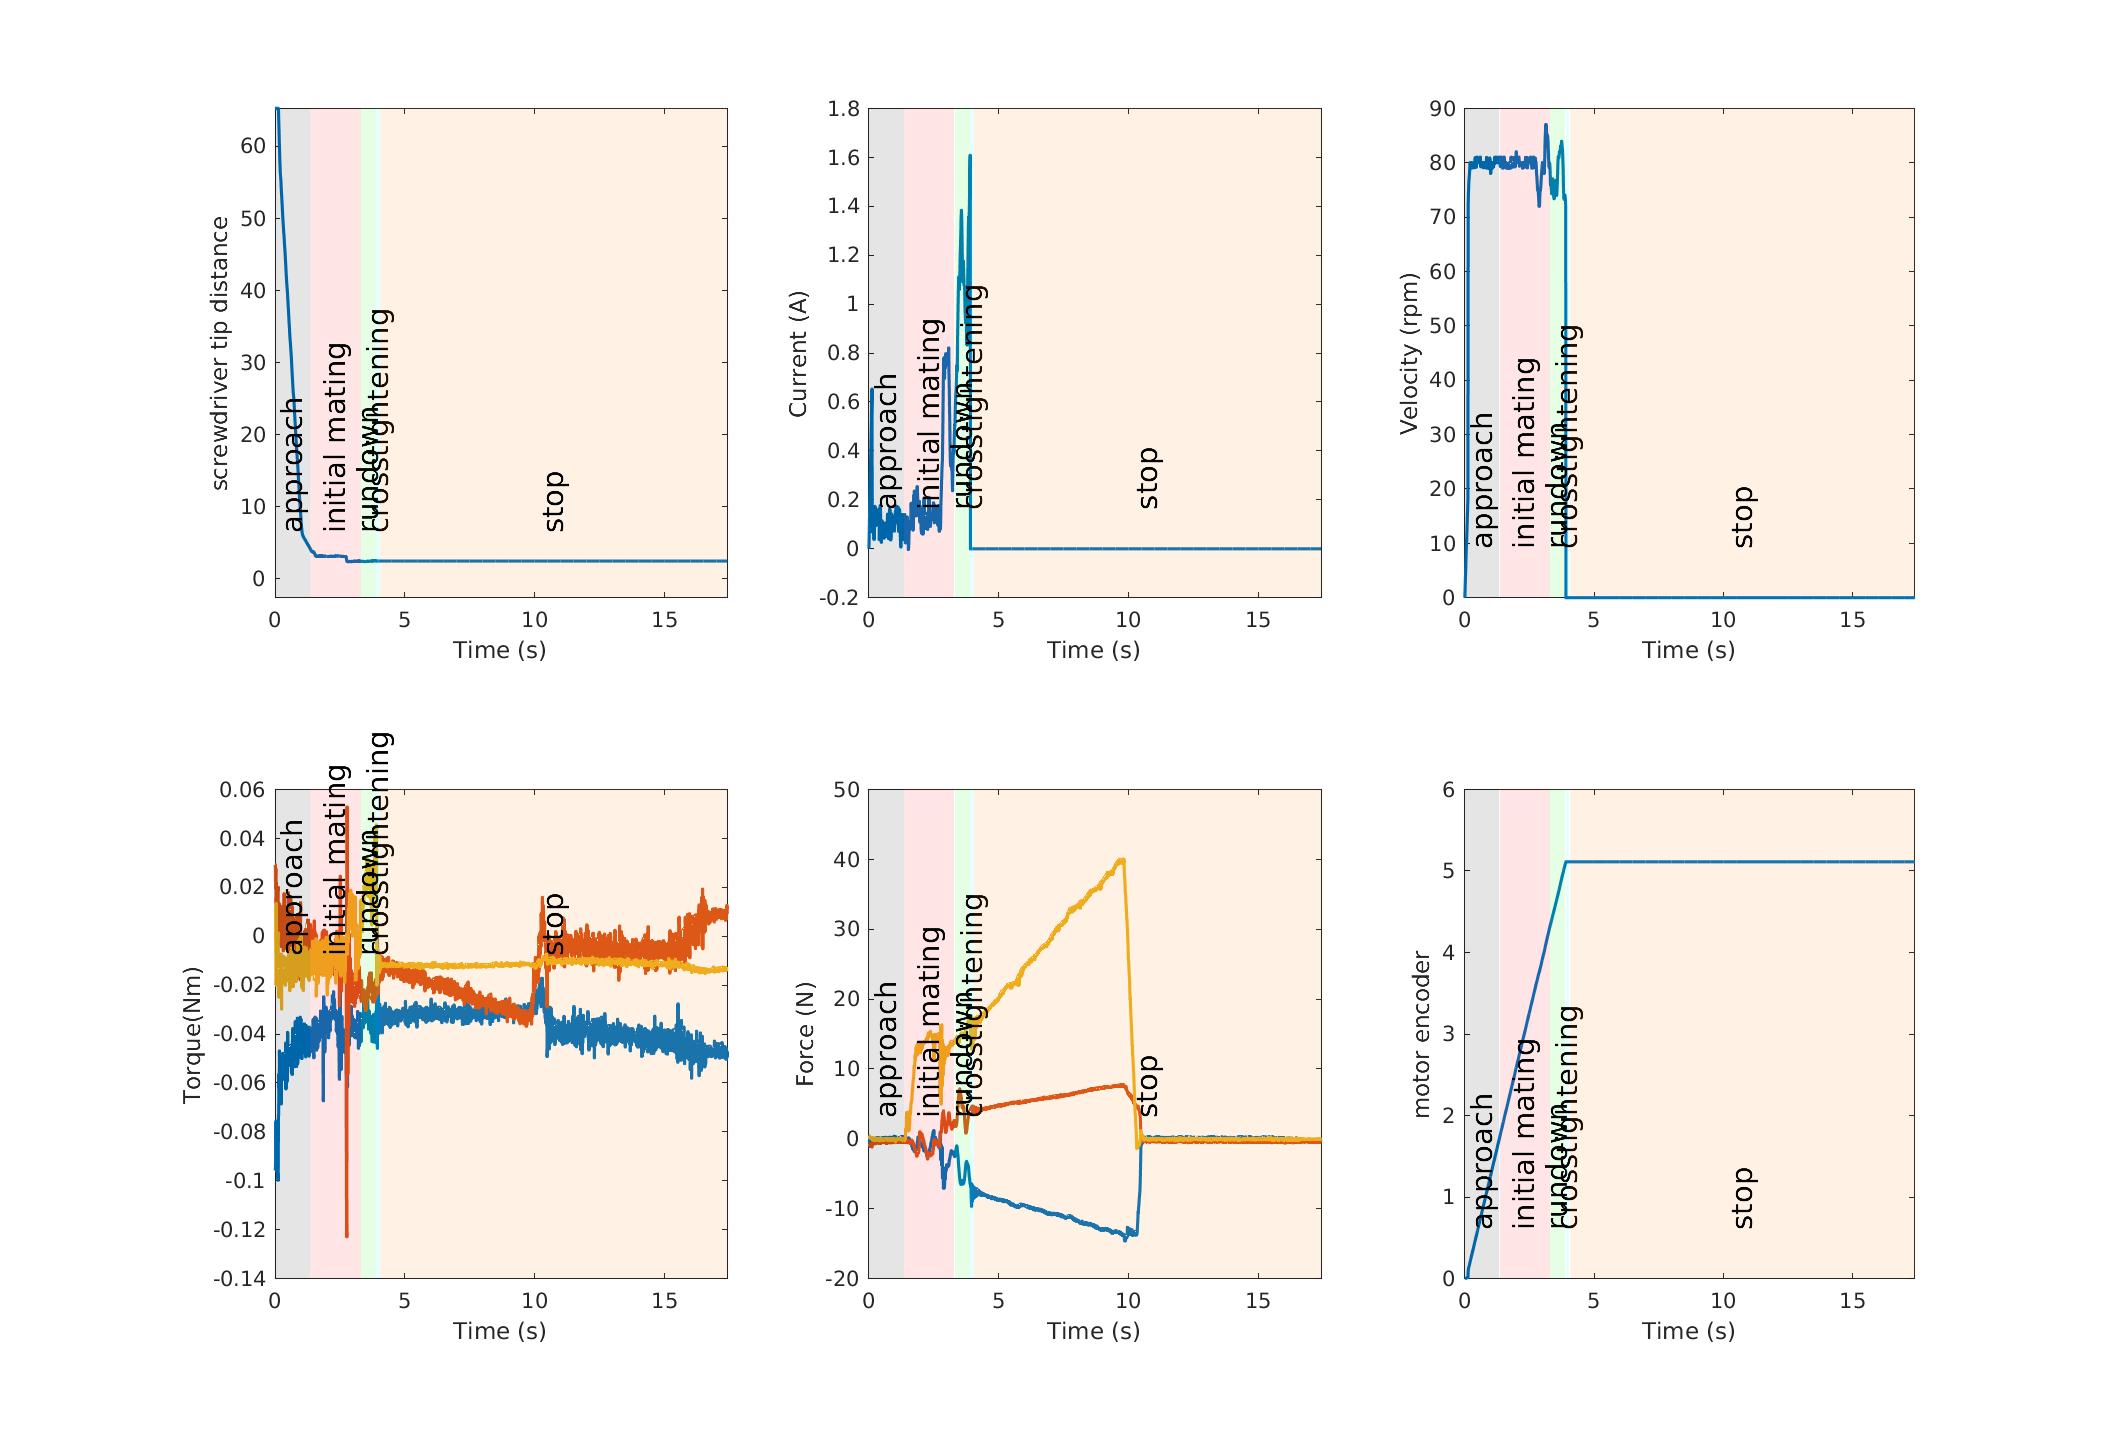 60
50
40
30
20
10
0
screwdriver tip distance
approach
initial mating
rundown
crosstightening
stop
0 5 10 15
Time (s)
1.8
1.6
1.4
1.2
1
0.8
0.6
0.4
0.2
0
-0.2
Current (A)
approach
initial mating
rundown
crosstightening
stop
0 5 10 15
Time (s)
90
80
70
60
50
40
30
20
10
0
Velocity (rpm)
approach
initial mating
rundown
crosstightening
stop
0 5 10 15
Time (s)
0.06
0.04
0.02
0
-0.02
-0.04
-0.06
-0.08
-0.1
-0.12
-0.14
Torque(Nm)
approach
initial mating
rundown
crosstightening
stop
0 5 10 15
Time (s)
50
40
30
20
10
0
-10
-20
Force (N)
approach
initial mating
rundown
crosstightening
stop
0 5 10 15
Time (s)
6
5
4
3
2
1
0
motor encoder
approach
initial mating
rundown
crosstightening
stop
0 5 10 15
Time (s)